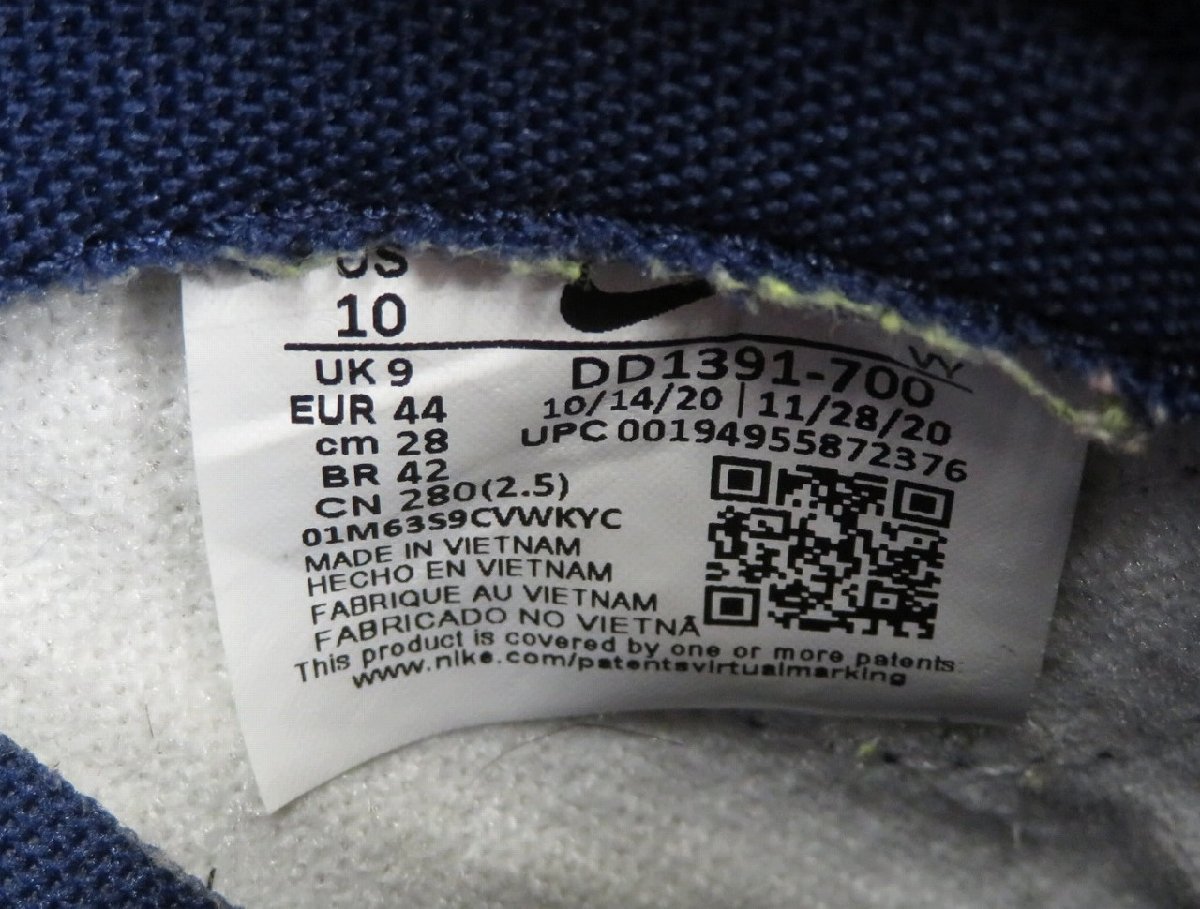 US
10
UK 9
EUR 44
cm 28
BR 42
CN 280(2.5)
01M63S9CVWKYC
MADE IN VIETNAM
HECHO EN VIETNAM
FABRIQUE AU VIETNAM
FABRICADO NO VIETNÃ
VY
DD1391-700
10/14/20 | 11/28/20
UPC 00194955872376
This product is covered by one or more patents
www.nike.com/patentsvirtualmarking